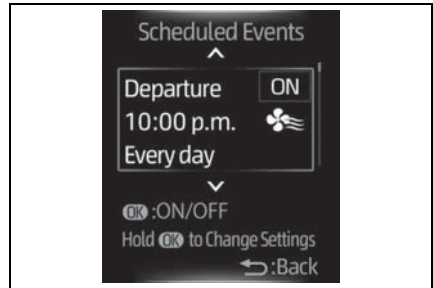 Scheduled Events
Departure ON
10:00 p.m.
Every day
OK :ON/OFF
Hold OK to Change Settings
:Back